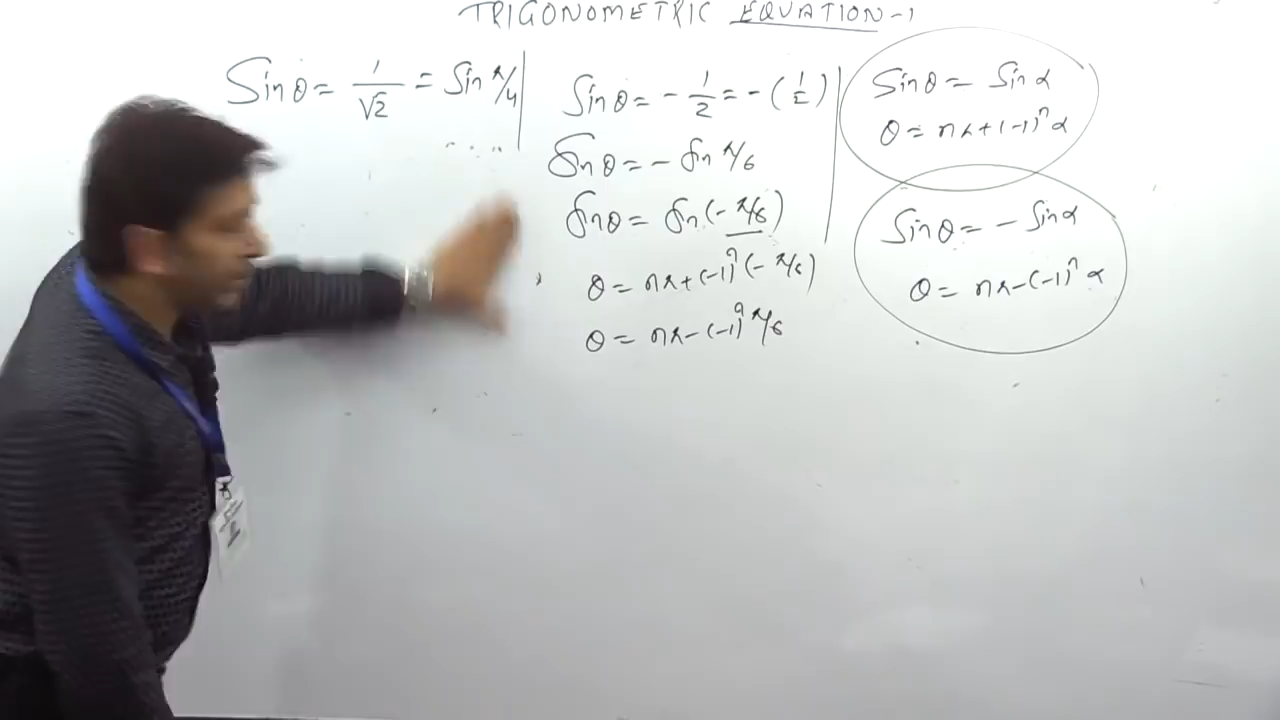 TRIGONOMETRIC EQUATION-1
Sinθ = 1/√2 = Sin π/4
Sinθ = - 1/2 = - (1/2)
Sinθ = - Sin π/6
Sinθ = Sin (- π/6)
θ = nπ + (-1)ⁿ (- π/6)
θ = nπ - (-1)ⁿ π/6
Sinθ = Sin α
θ = nπ + (-1)ⁿ α
Sinθ = - Sin α
θ = nπ - (-1)ⁿ α